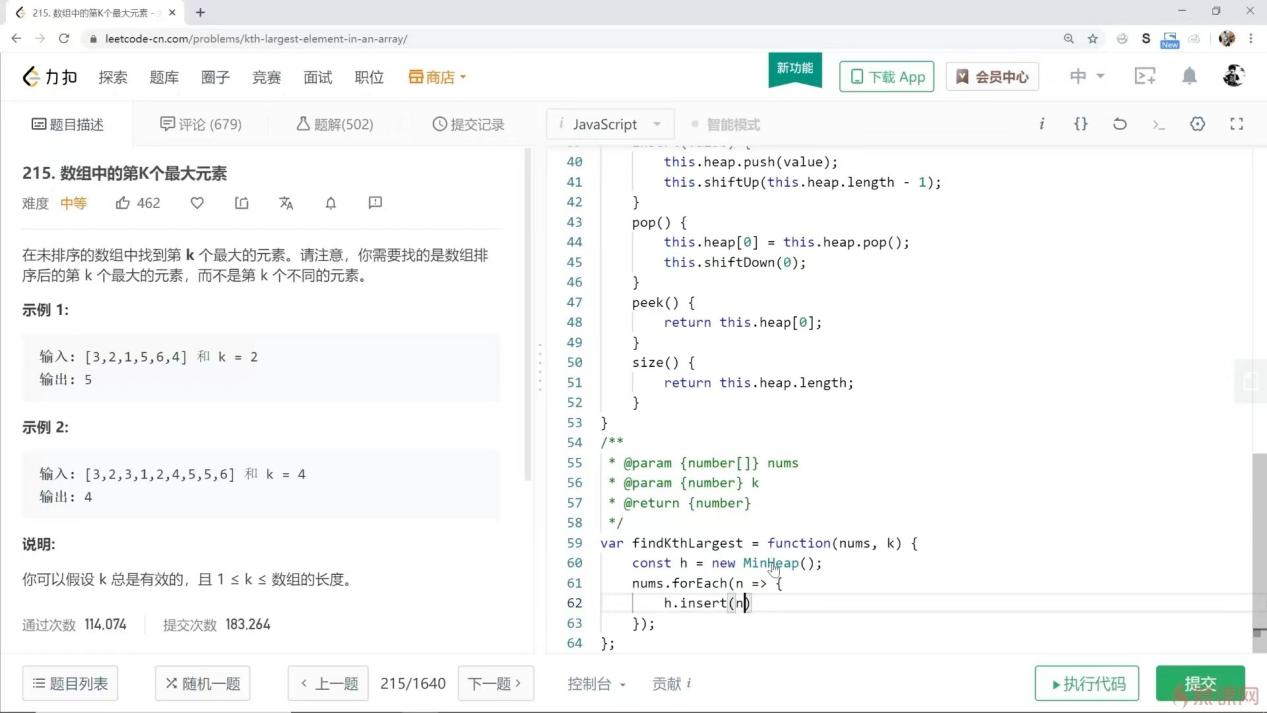 215. 数组中的第K个最大元素 -
leetcode-cn.com/problems/kth-largest-element-in-an-array/
S
New
力扣 探索 题库 圈子 竞赛 面试 职位 商店 新功能 下载 App 会员中心 中
题目描述 评论 (679) 题解(502) 提交记录
i JavaScript 智能模式 i {} >_
215. 数组中的第K个最大元素
难度 中等 462
在未排序的数组中找到第 k 个最大的元素。请注意，你需要找的是数组排
序后的第 k 个最大的元素，而不是第 k 个不同的元素。
示例 1:
输入: [3,2,1,5,6,4] 和 k = 2
输出: 5
示例 2:
输入: [3,2,3,1,2,4,5,5,6] 和 k = 4
输出: 4
说明:
你可以假设 k 总是有效的，且 1 ≤ k ≤ 数组的长度。
通过次数 114,074 提交次数 183,264
40 this.heap.push(value);
41 this.shiftUp(this.heap.length - 1);
42 }
43 pop() {
44 this.heap[0] = this.heap.pop();
45 this.shiftDown(0);
46 }
47 peek() {
48 return this.heap[0];
49 }
50 size() {
51 return this.heap.length;
52 }
53 }
54 /**
55 * @param {number[]} nums
56 * @param {number} k
57 * @return {number}
58 */
59 var findKthLargest = function(nums, k) {
60 const h = new MinHeap();
61 nums.forEach(n => {
62 h.insert(n)
63 });
64 };
题目列表 随机一题 上一题 215/1640 下一题 控制台 贡献 i 执行代码 提交
慕课网